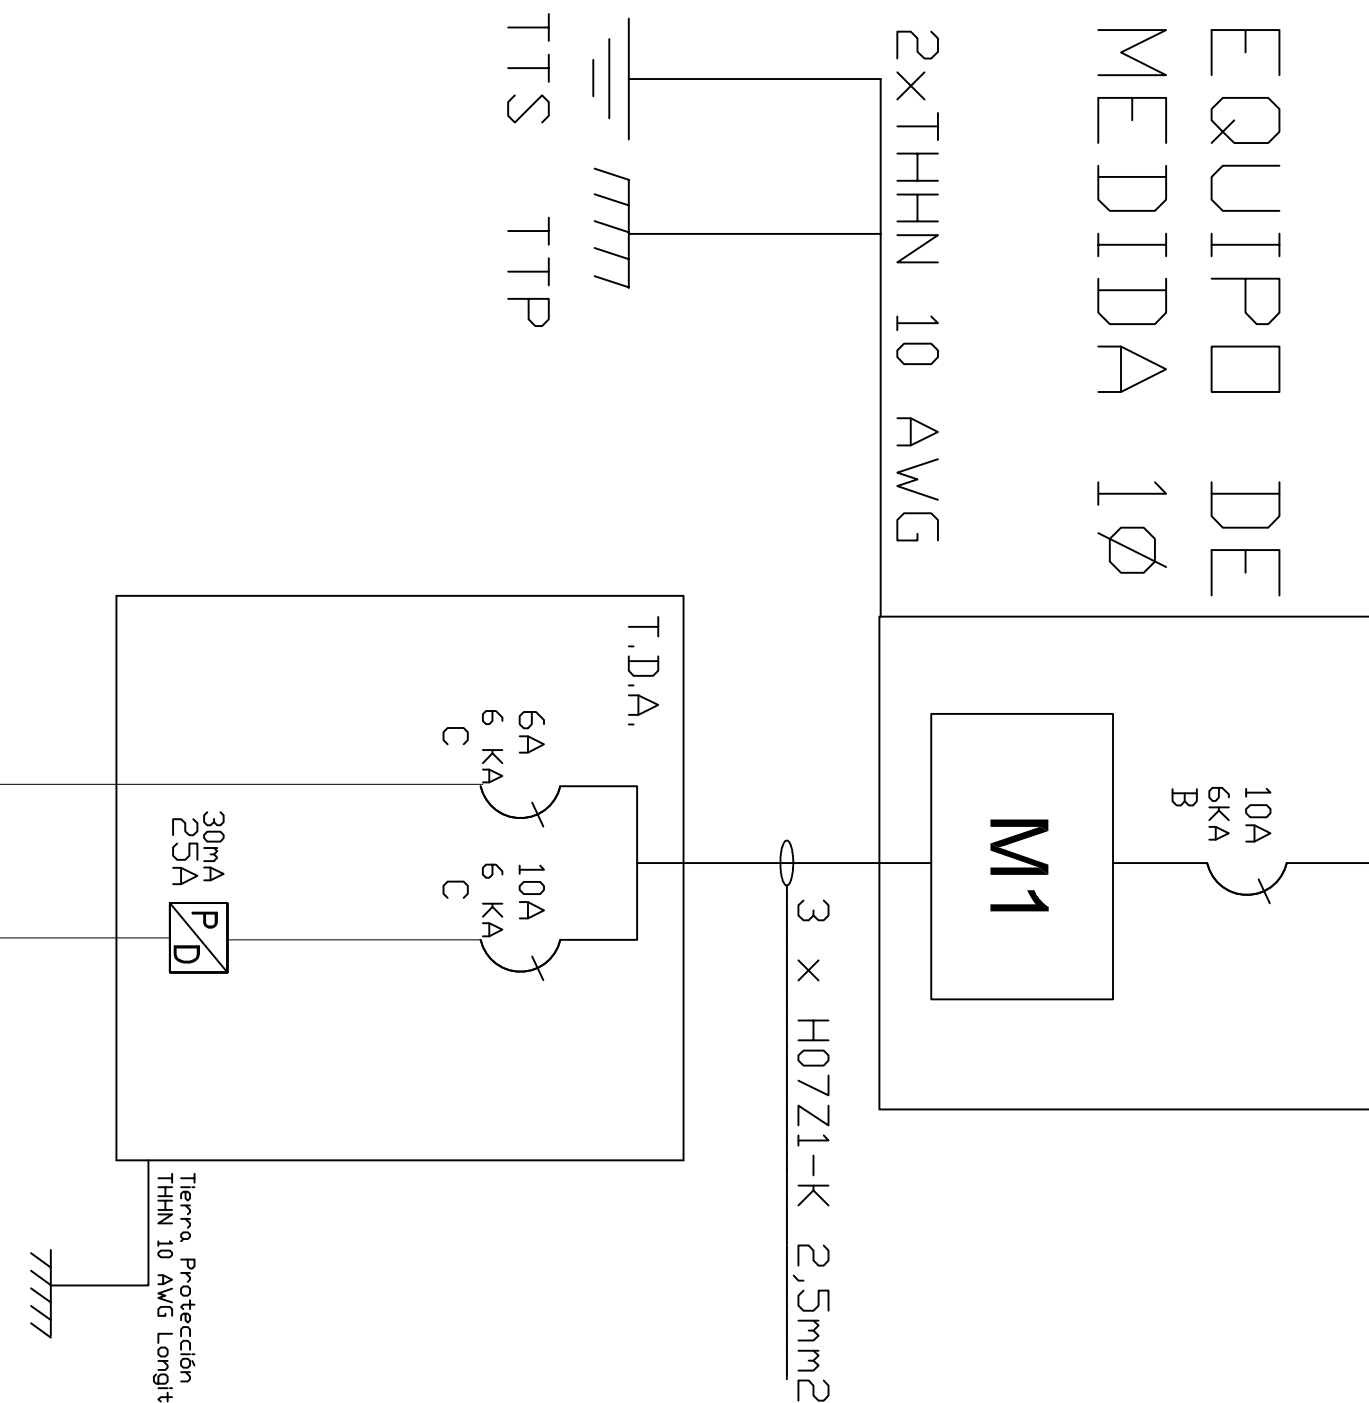 EQUIPO DE
MEDIDA 1Ø
10A
6KA
B
M1
2xTHHN 10 AWG
3 x H07Z1-K 2,5mm2
T.D.A.
TTS TTP
6A
6 KA
C
10A
6 KA
C
30mA
25A
P
D
Tierra Protección
THHN 10 AWG Longit